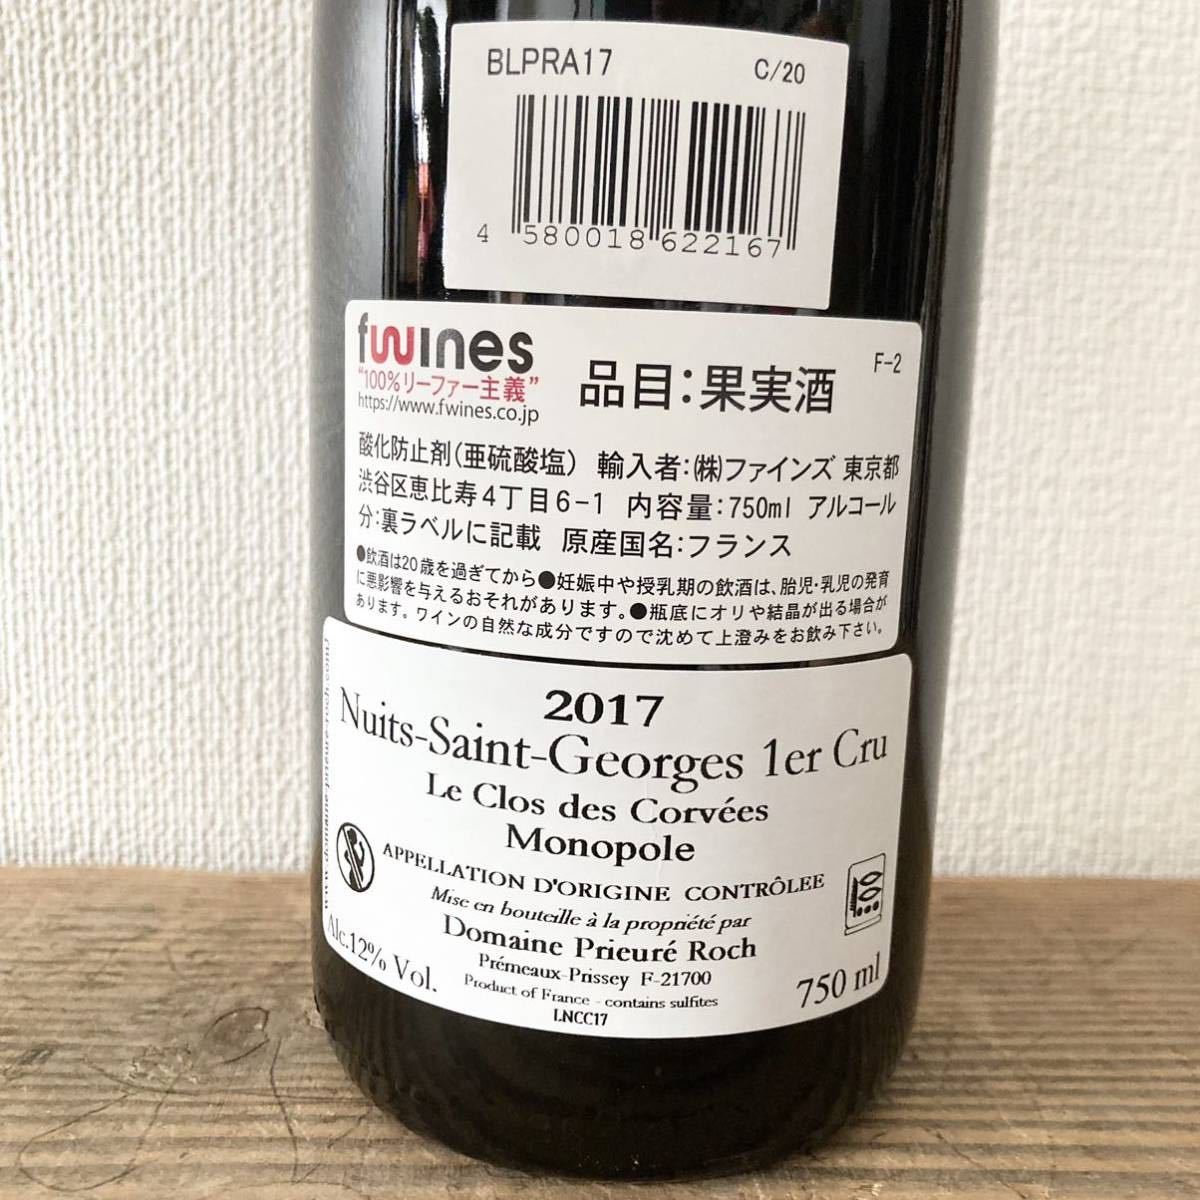 BLPRA17
C/20
4 580018 622167
fwines
"100%リーファー主義"
https://www.fwines.co.jp
品目:果実酒
F-2
酸化防止剤(亜硫酸塩) 輸入者:(株)ファインズ 東京都
渋谷区恵比寿4丁目6-1 内容量:750ml アルコール
分:裏ラベルに記載 原産国名:フランス
●飲酒は20歳を過ぎてから●妊娠中や授乳期の飲酒は、胎児・乳児の発育
に悪影響を与えるおそれがあります。●瓶底にオリや結晶が出る場合が
あります。ワインの自然な成分ですので沈めて上澄みをお飲み下さい。
www.domaine-prieure-roch.com
2017
Nuits-Saint-Georges 1er Cru
Le Clos des Corvées
Monopole
APPELLATION D'ORIGINE CONTRÔLEE
Mise en bouteille à la propriété par
Domaine Prieuré Roch
Prémeaux-Prissey F-21700
Alc.12% Vol.
750 ml
Product of France - contains sulfites
LNCC17